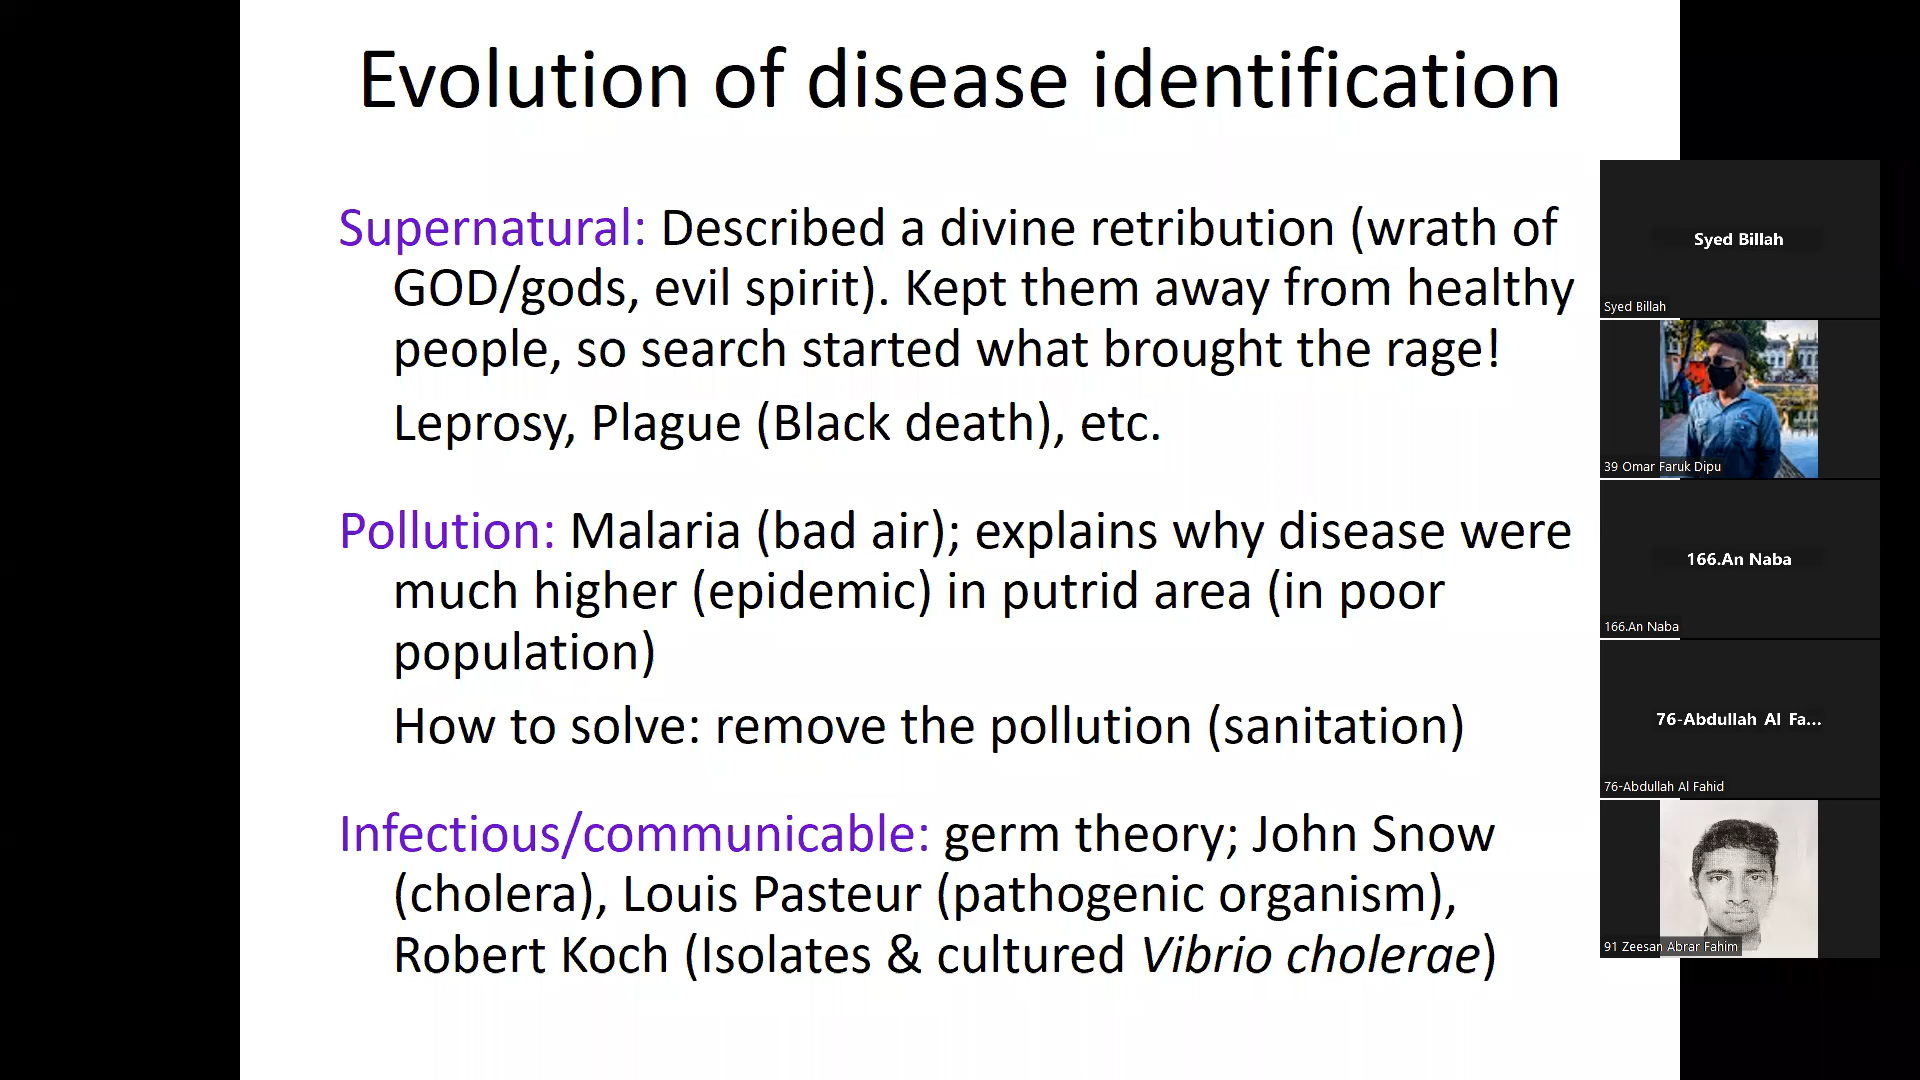 Evolution of disease identification
Supernatural: Described a divine retribution (wrath of
GOD/gods, evil spirit). Kept them away from healthy
people, so search started what brought the rage!
Leprosy, Plague (Black death), etc.
Pollution: Malaria (bad air); explains why disease were
much higher (epidemic) in putrid area (in poor
population)
How to solve: remove the pollution (sanitation)
Infectious/communicable: germ theory; John Snow
(cholera), Louis Pasteur (pathogenic organism),
Robert Koch (Isolates & cultured Vibrio cholerae)
Syed Billah
Syed Billah
39 Omar Faruk Dipu
166.An Naba
166.An Naba
76-Abdullah Al Fa...
76-Abdullah Al Fahid
91 Zeesan Abrar Fahim